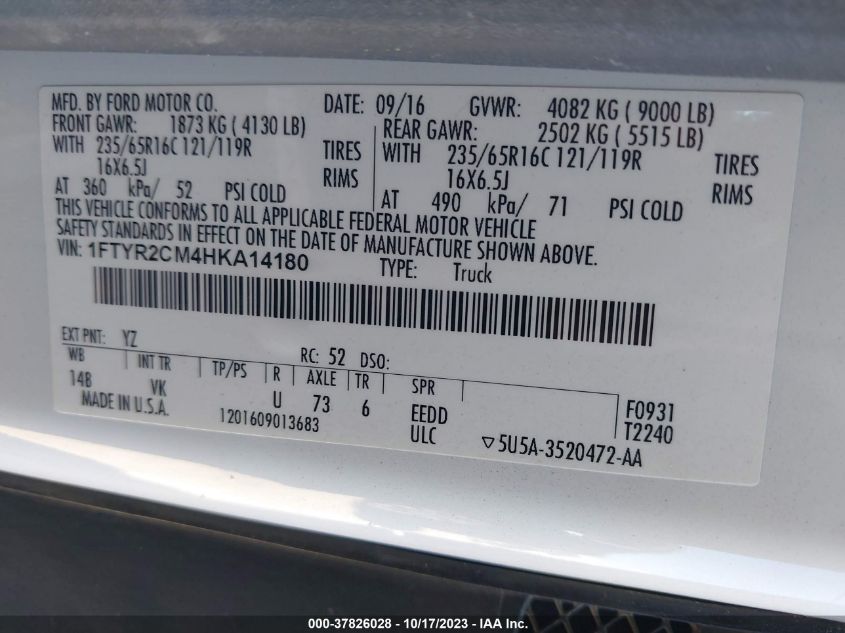 MFD. BY FORD MOTOR CO. DATE: 09/16 GVWR: 4082 KG ( 9000 LB)
FRONT GAWR: 1873 KG ( 4130 LB) REAR GAWR: 2502 KG ( 5515 LB)
WITH 235/65R16C 121/119R TIRES WITH 235/65R16C 121/119R TIRES
16X6.5J RIMS 16X6.5J RIMS
AT 360 kPa/ 52 PSI COLD AT 490 kPa/ 71 PSI COLD
THIS VEHICLE CONFORMS TO ALL APPLICABLE FEDERAL MOTOR VEHICLE
SAFETY STANDARDS IN EFFECT ON THE DATE OF MANUFACTURE SHOWN ABOVE.
VIN: 1FTYR2CM4HKA14180 TYPE: Truck
EXT PNT: YZ RC: 52 DSO:
WB INT TR TP/PS R AXLE TR SPR
148 VK U 73 6 EEDD F0931
MADE IN U.S.A. 1201609013683 ULC T2240
▽5U5A-3520472-AA
000-37826028 - 10/17/2023 - IAAI.com